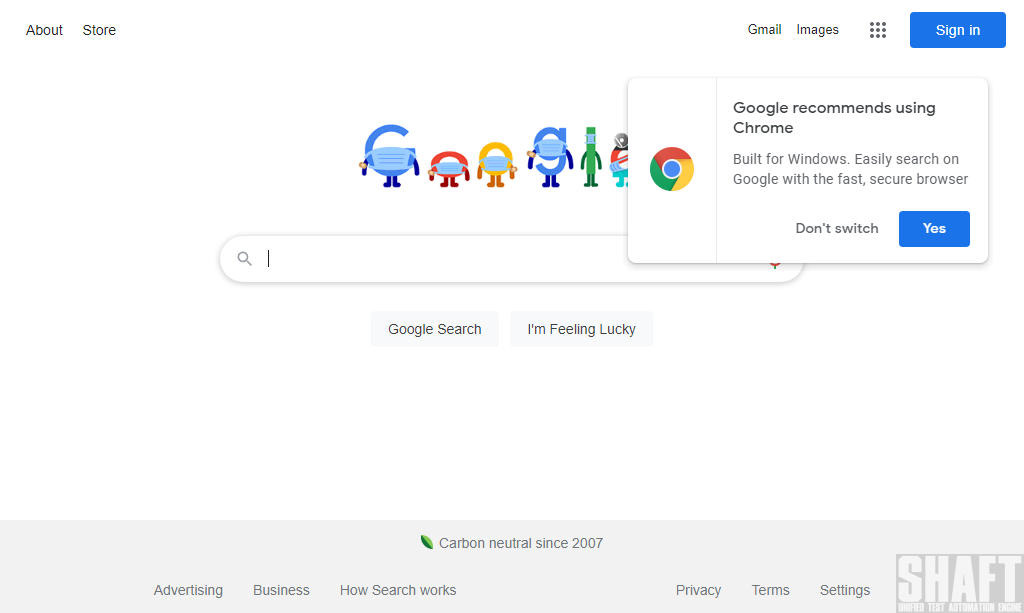 About Store Gmail Images Sign in
Google recommends using
Chrome
Built for Windows. Easily search on
Google with the fast, secure browser
Don't switch Yes
Google
Google Search I'm Feeling Lucky
Carbon neutral since 2007
Advertising Business How Search works Privacy Terms Settings
SHAFT
UNIFIED TEST AUTOMATION ENGINE